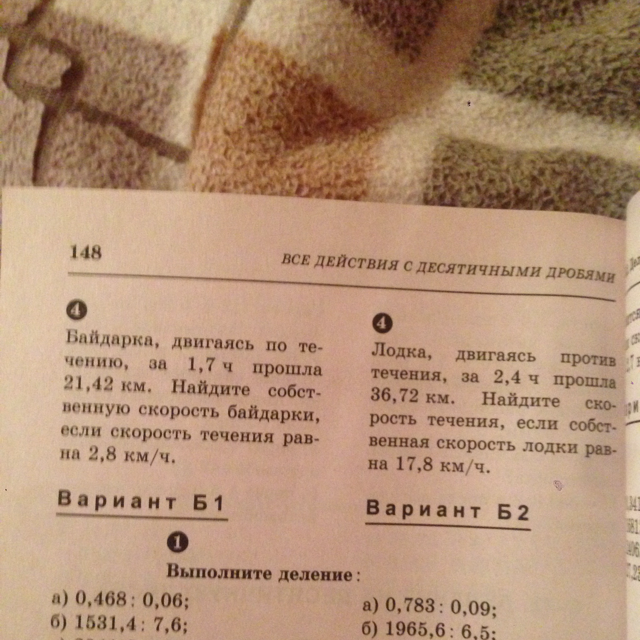 148
ВСЕ ДЕЙСТВИЯ С ДЕСЯТИЧНЫМИ ДРОБЯМИ
4
Байдарка, двигаясь по те-
чению, за 1,7 ч прошла
21,42 км. Найдите собст-
венную скорость байдарки,
если скорость течения рав-
на 2,8 км/ч.
4
Лодка, двигаясь против
течения, за 2,4 ч прошла
36,72 км. Найдите ско-
рость течения, если собст-
венная скорость лодки рав-
на 17,8 км/ч.
Вариант Б1
Вариант Б2
1
Выполните деление:
а) 0,468 : 0,06;
б) 1531,4 : 7,6;
а) 0,783 : 0,09;
б) 1965,6 : 6,5;